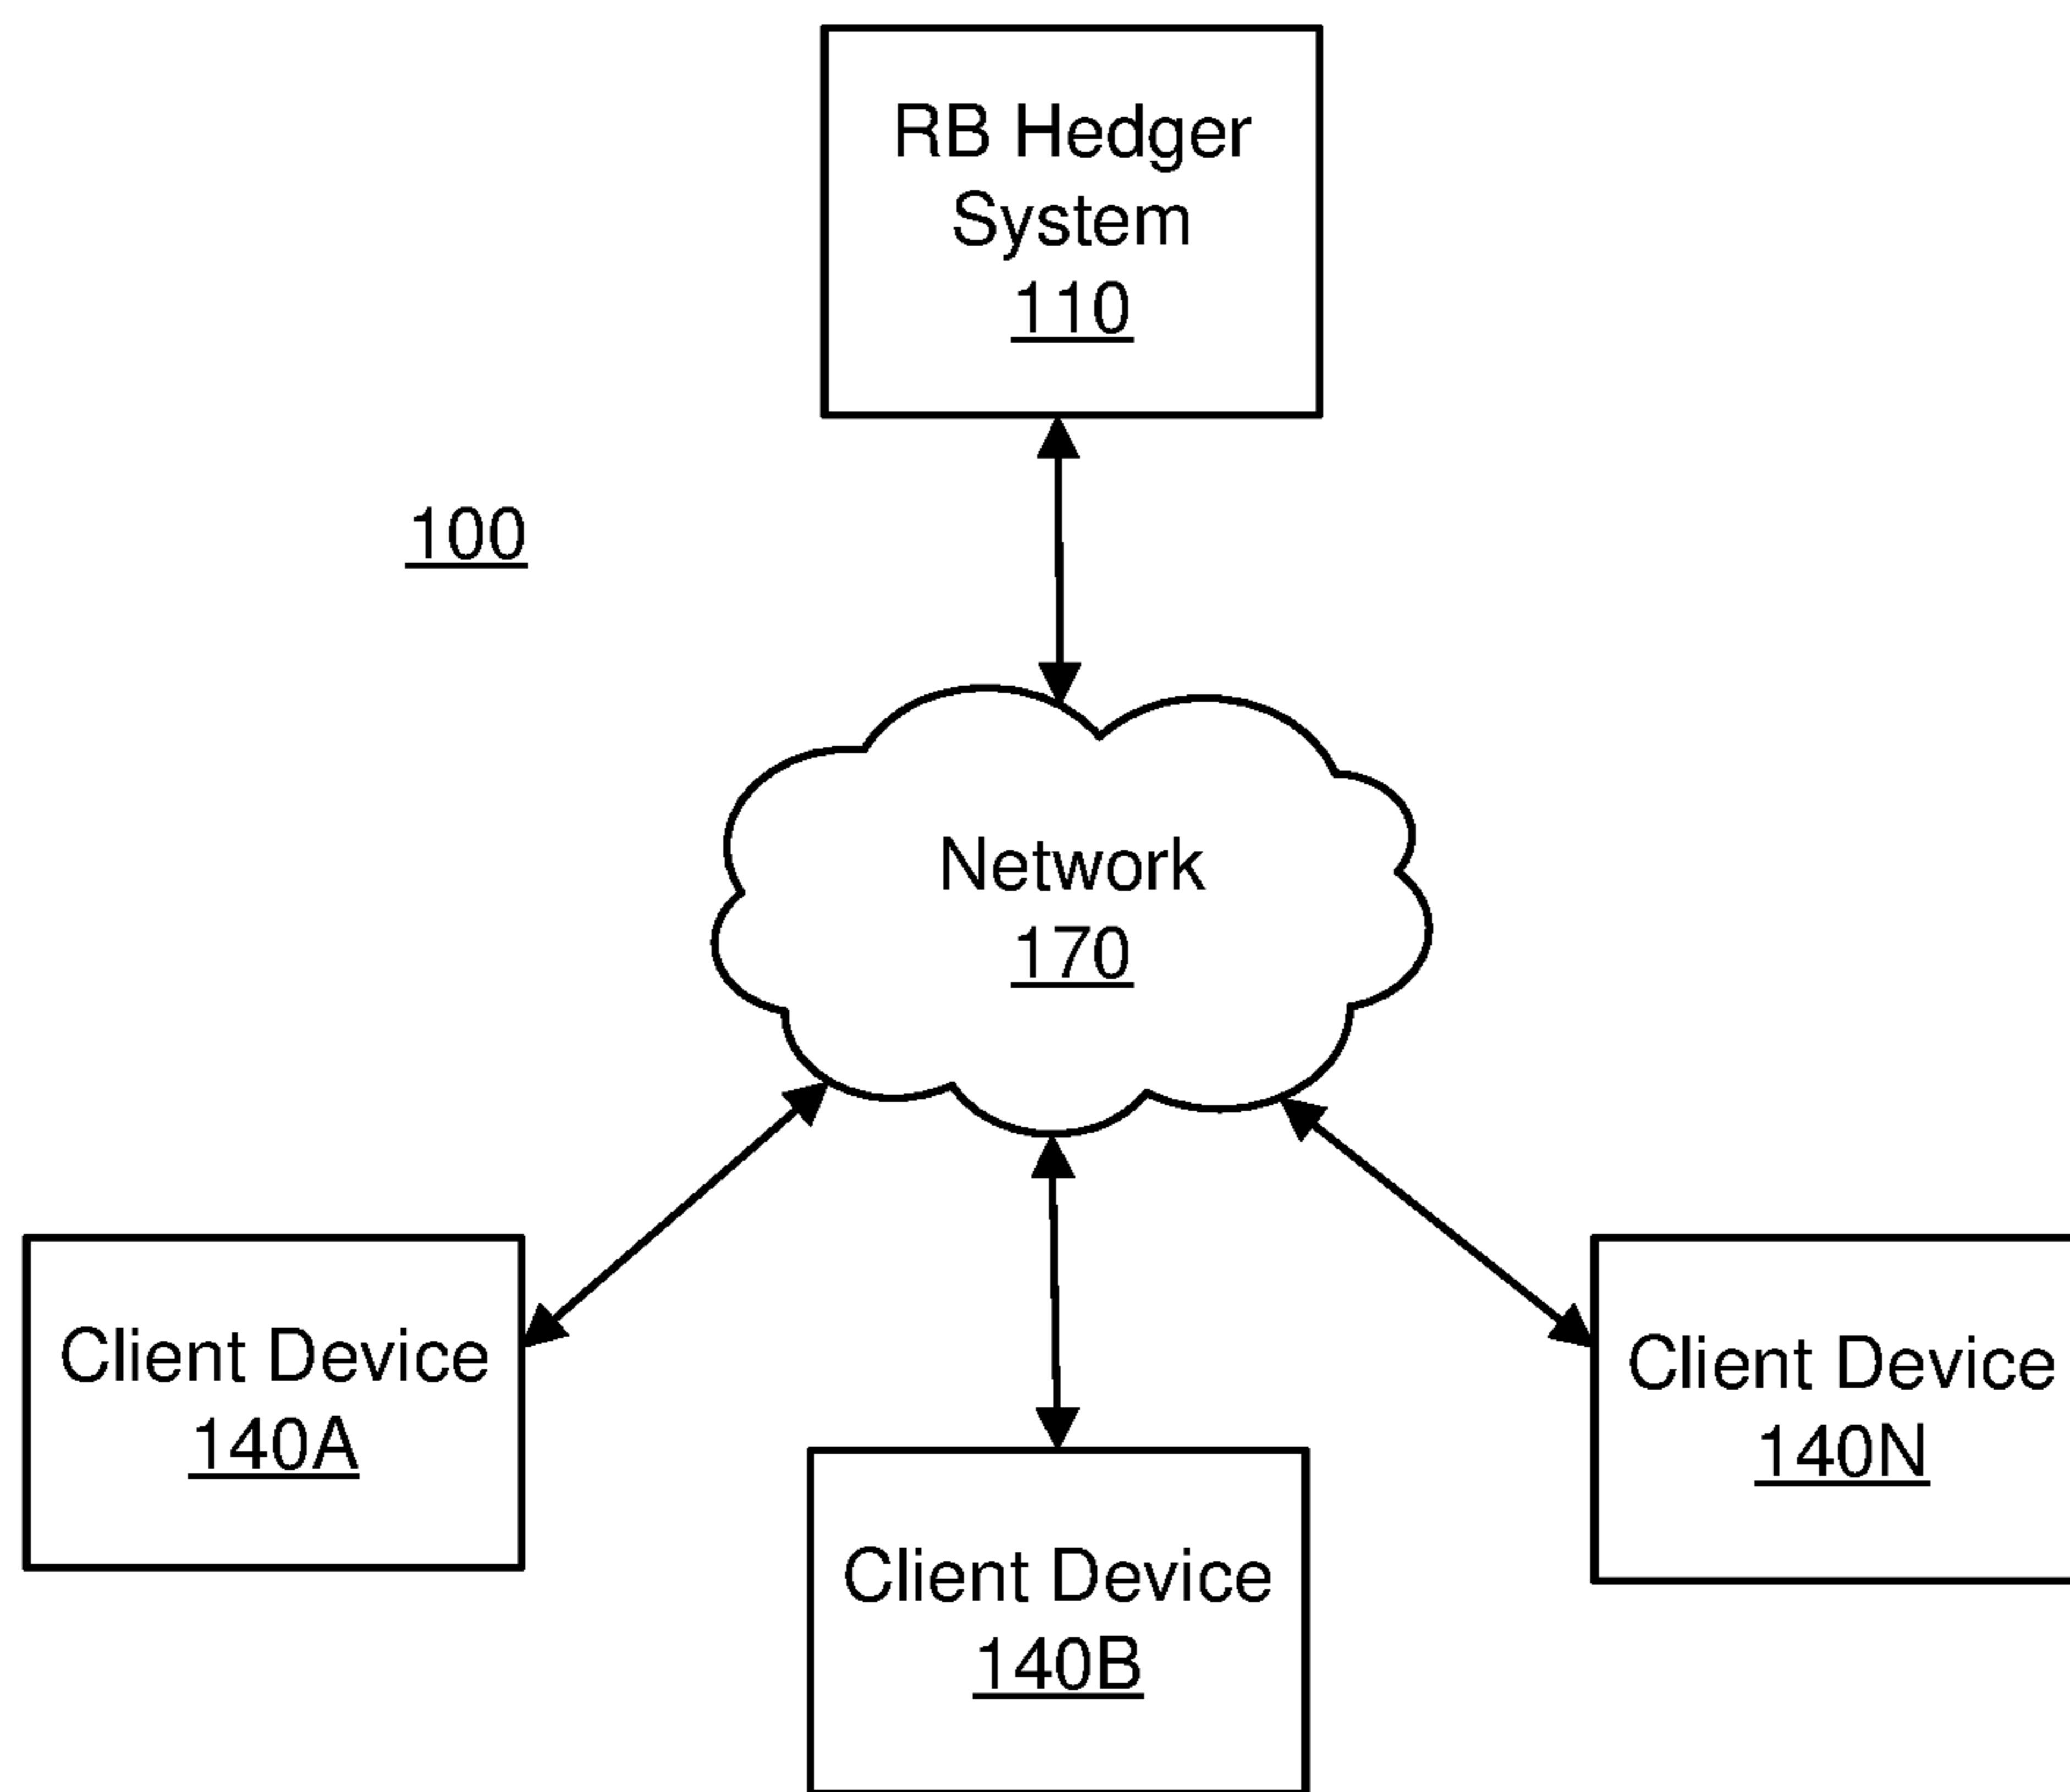 RB Hedger
System
110
100
Network
170
Client Device
140A
Client Device
140B
Client Device
140N